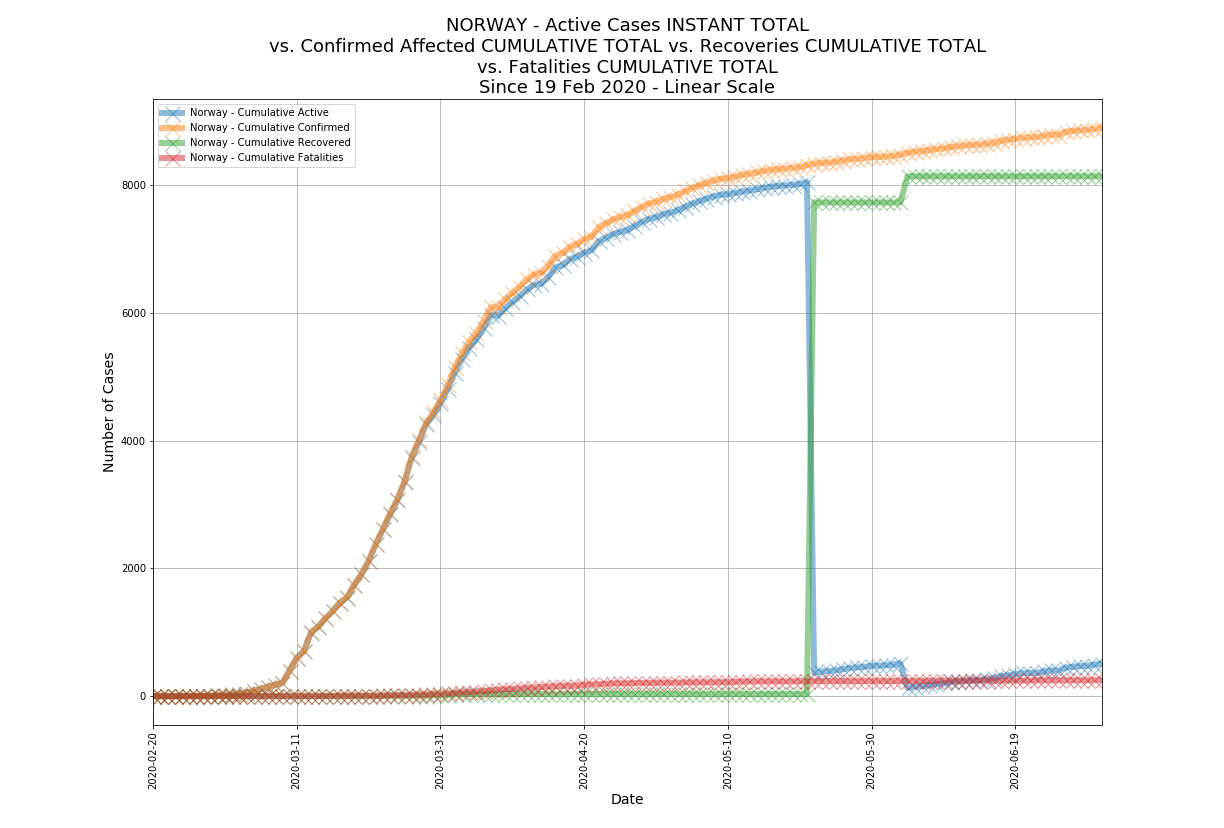 NORWAY - Active Cases INSTANT TOTAL
vs. Confirmed Affected CUMULATIVE TOTAL vs. Recoveries CUMULATIVE TOTAL
vs. Fatalities CUMULATIVE TOTAL
Since 19 Feb 2020 - Linear Scale
Norway - Cumulative Active
Norway - Cumulative Confirmed
Norway - Cumulative Recovered
Norway - Cumulative Fatalities
Number of Cases
8000
6000
4000
2000
0
2020-02-20
2020-03-11
2020-03-31
2020-04-20
2020-05-10
2020-05-30
2020-06-19
Date